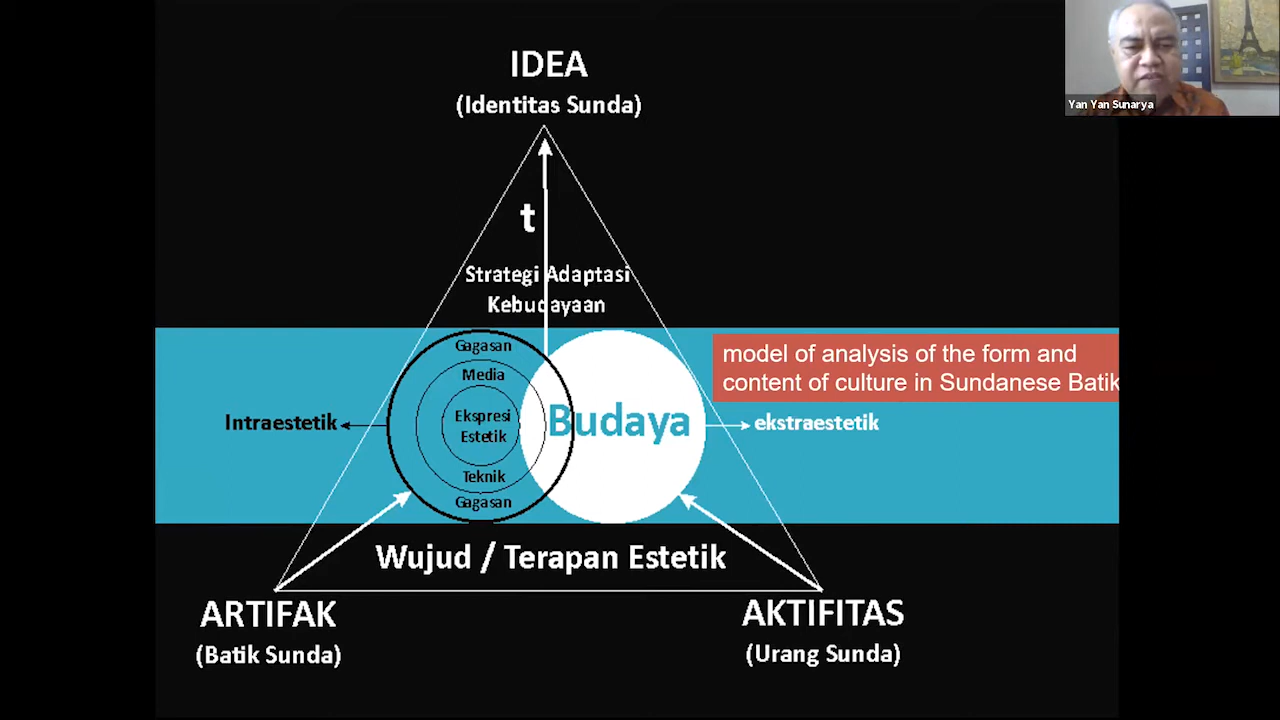 IDEA
(Identitas Sunda)
Yan Yan Sunarya
t
Strategi Adaptasi
Kebudayaan
Gagasan
Media
Ekspresi
Estetik
Teknik
Gagasan
Intraestetik
Budaya
model of analysis of the form and
content of culture in Sundanese Batik
ekstraestetik
Wujud / Terapan Estetik
ARTIFAK
(Batik Sunda)
AKTIFITAS
(Urang Sunda)